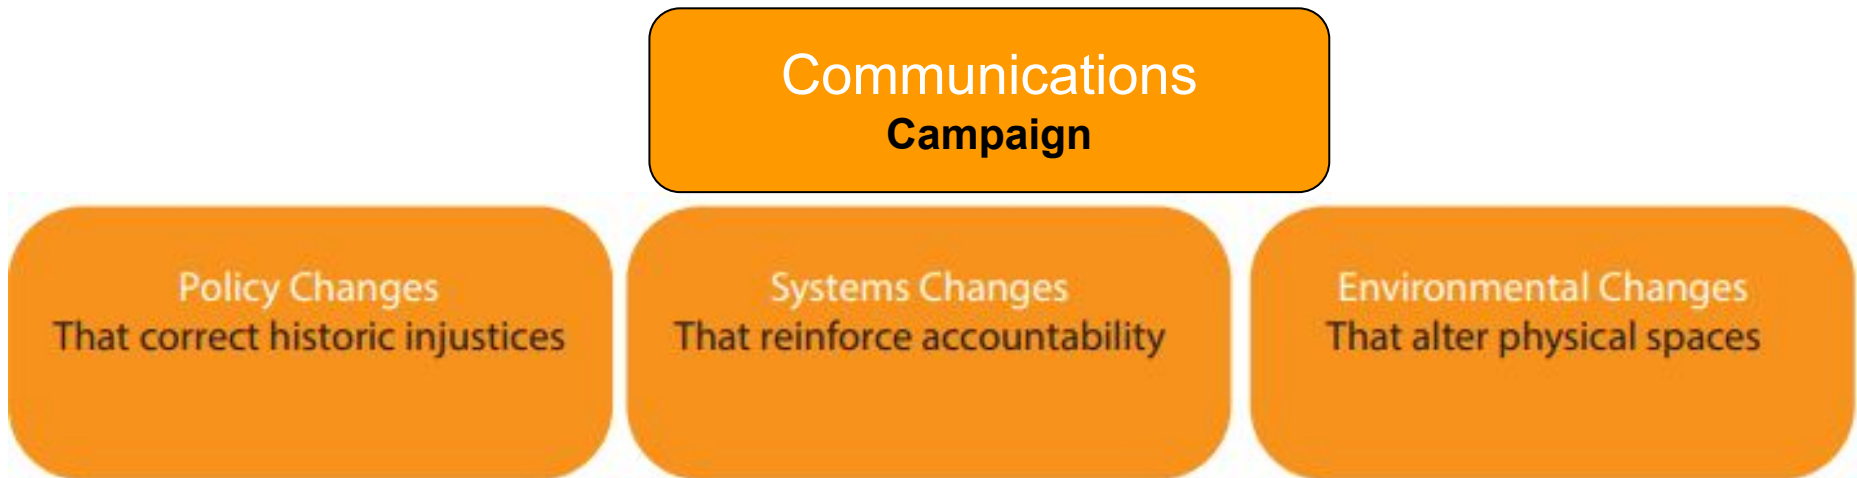 Communications
Campaign
Policy Changes
That correct historic injustices
Systems Changes
That reinforce accountability
Environmental Changes
That alter physical spaces